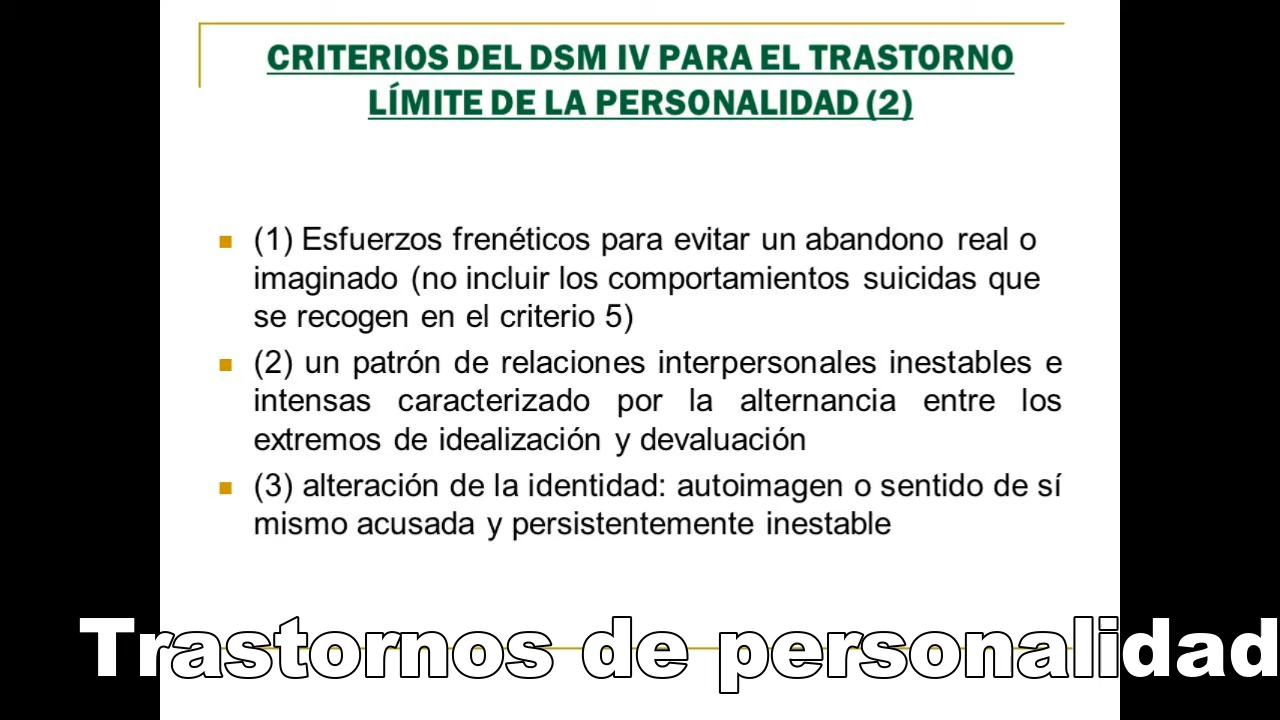 CRITERIOS DEL DSM IV PARA EL TRASTORNO
LÍMITE DE LA PERSONALIDAD (2)
(1) Esfuerzos frenéticos para evitar un abandono real o
imaginado (no incluir los comportamientos suicidas que
se recogen en el criterio 5)
(2) un patrón de relaciones interpersonales inestables e
intensas caracterizado por la alternancia entre los
extremos de idealización y devaluación
(3) alteración de la identidad: autoimagen o sentido de sí
mismo acusada y persistentemente inestable
Trastornos de personalidad